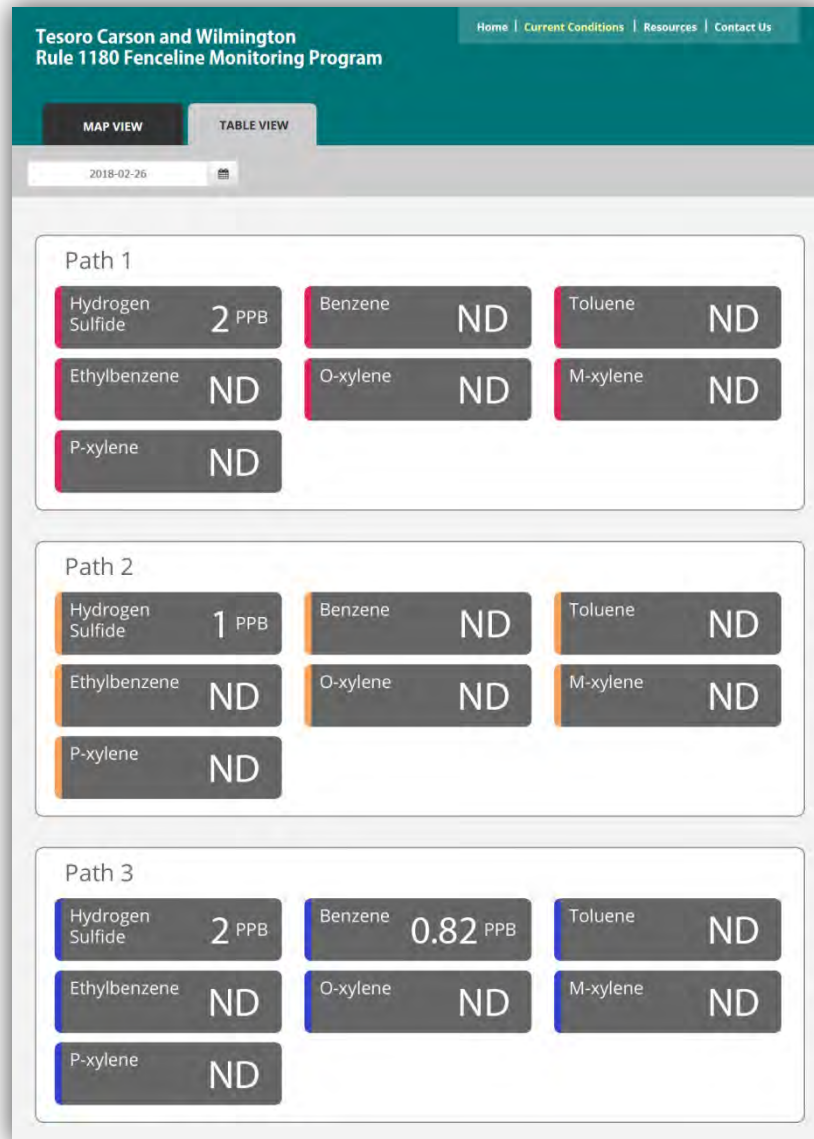 Tesoro Carson and Wilmington
Rule 1180 Fenceline Monitoring Program
Home | Current Conditions | Resources | Contact Us
MAP VIEW
TABLE VIEW
2018-02-26
Path 1
Hydrogen
Sulfide
2 PPB
Benzene
ND
Toluene
ND
Ethylbenzene
ND
O-xylene
ND
M-xylene
ND
P-xylene
ND
Path 2
Hydrogen
Sulfide
1 PPB
Benzene
ND
Toluene
ND
Ethylbenzene
ND
O-xylene
ND
M-xylene
ND
P-xylene
ND
Path 3
Hydrogen
Sulfide
2 PPB
Benzene
0.82 PPB
Toluene
ND
Ethylbenzene
ND
O-xylene
ND
M-xylene
ND
P-xylene
ND